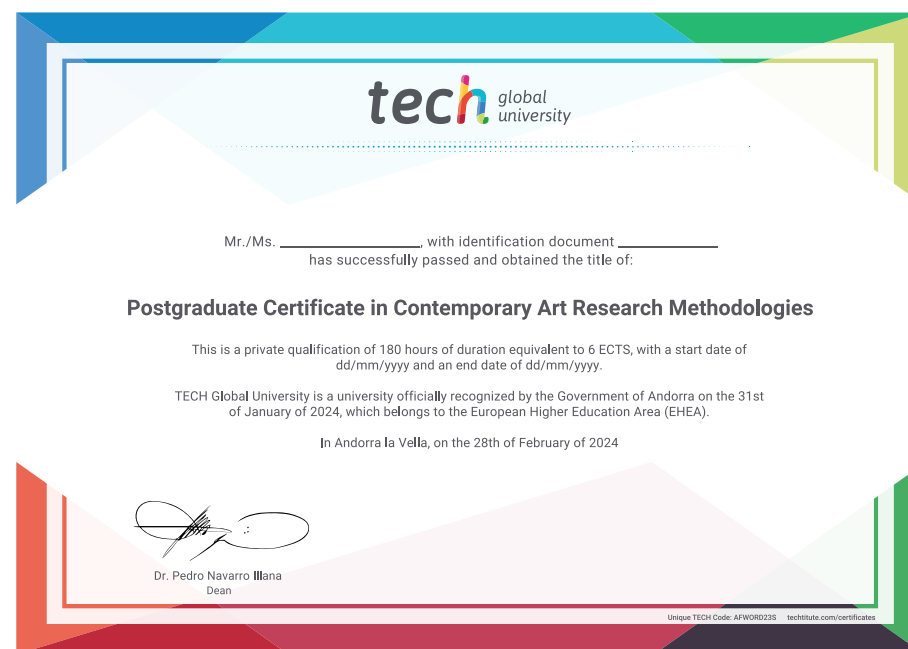 tech global university
Mr./Ms. ____________, with identification document ____________
has successfully passed and obtained the title of:
Postgraduate Certificate in Contemporary Art Research Methodologies
This is a private qualification of 180 hours of duration equivalent to 6 ECTS, with a start date of
dd/mm/yyyy and an end date of dd/mm/yyyy.
TECH Global University is a university officially recognized by the Government of Andorra on the 31st
of January of 2024, which belongs to the European Higher Education Area (EHEA).
In Andorra la Vella, on the 28th of February of 2024
Dr. Pedro Navarro Illana
Dean
Unique TECH Code: AFWORD23S techtitute.com/certificates